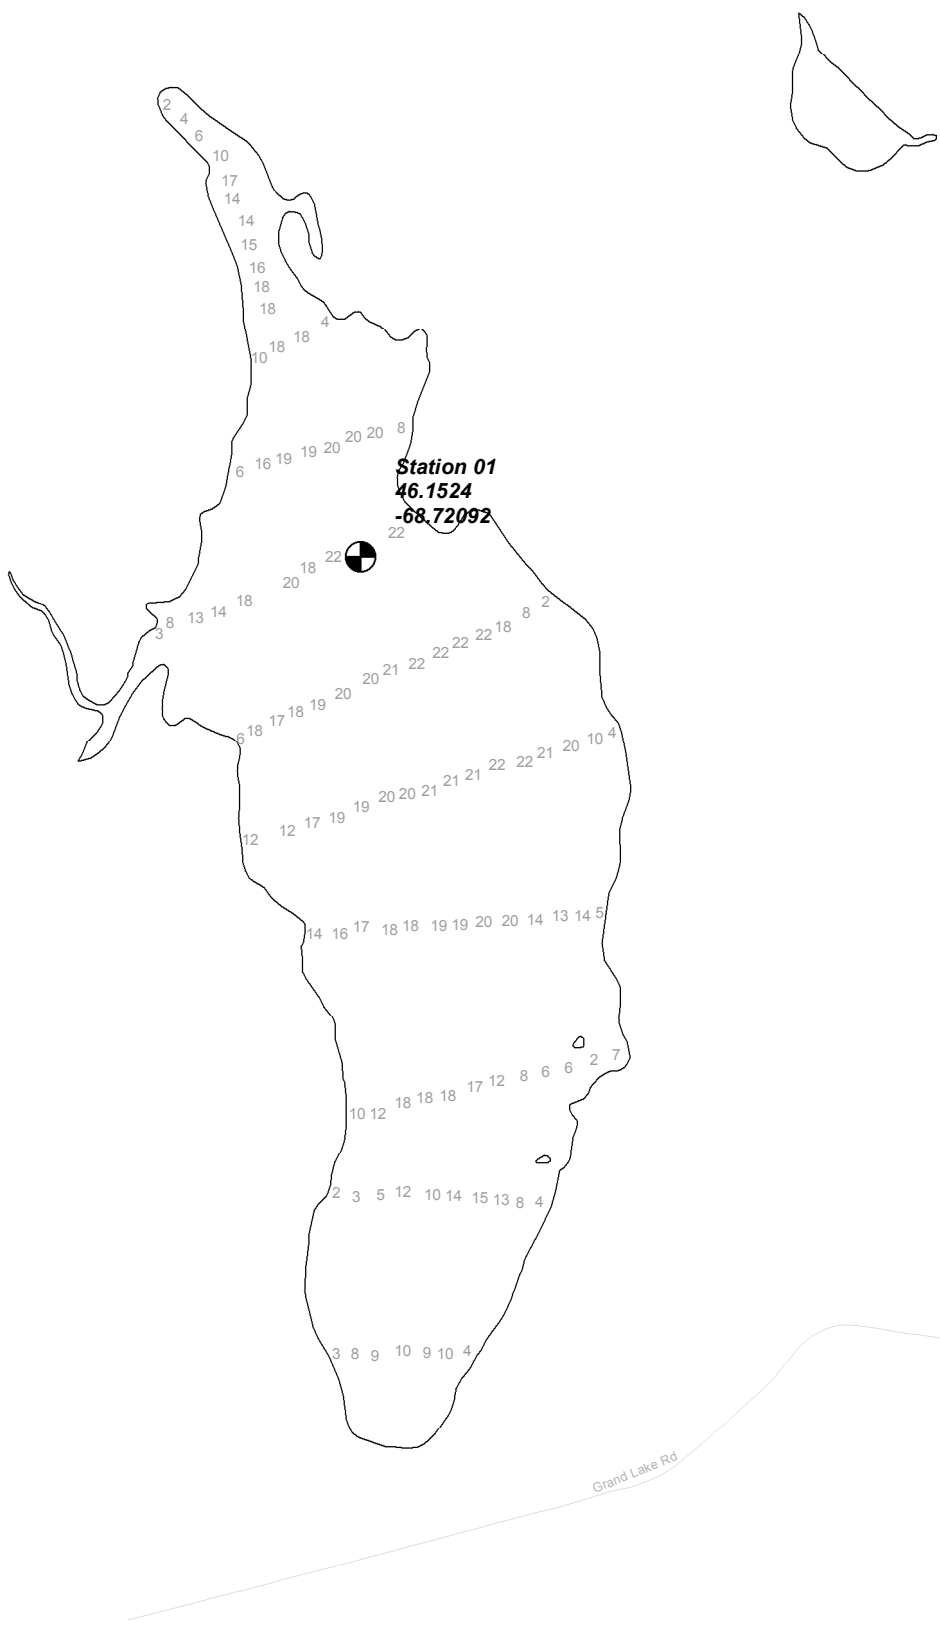 2
4
6
10
17
14
14
15
16
18
18
10 18 18 4
6 16 19 19 20 20 20 8
Station 01
46.1524
-68.72092
3 8 13 14 18 20 18 22 22
6 18 17 18 19 20 20 21 22 22 22 22 18 8 2
12 12 17 19 19 20 20 21 21 21 22 22 21 20 10 4
14 16 17 18 18 19 19 20 20 14 13 14 5
10 12 18 18 18 17 12 8 6 6 2 7
2 3 5 12 10 14 15 13 8 4
3 8 9 10 9 10 4
Grand Lake Rd